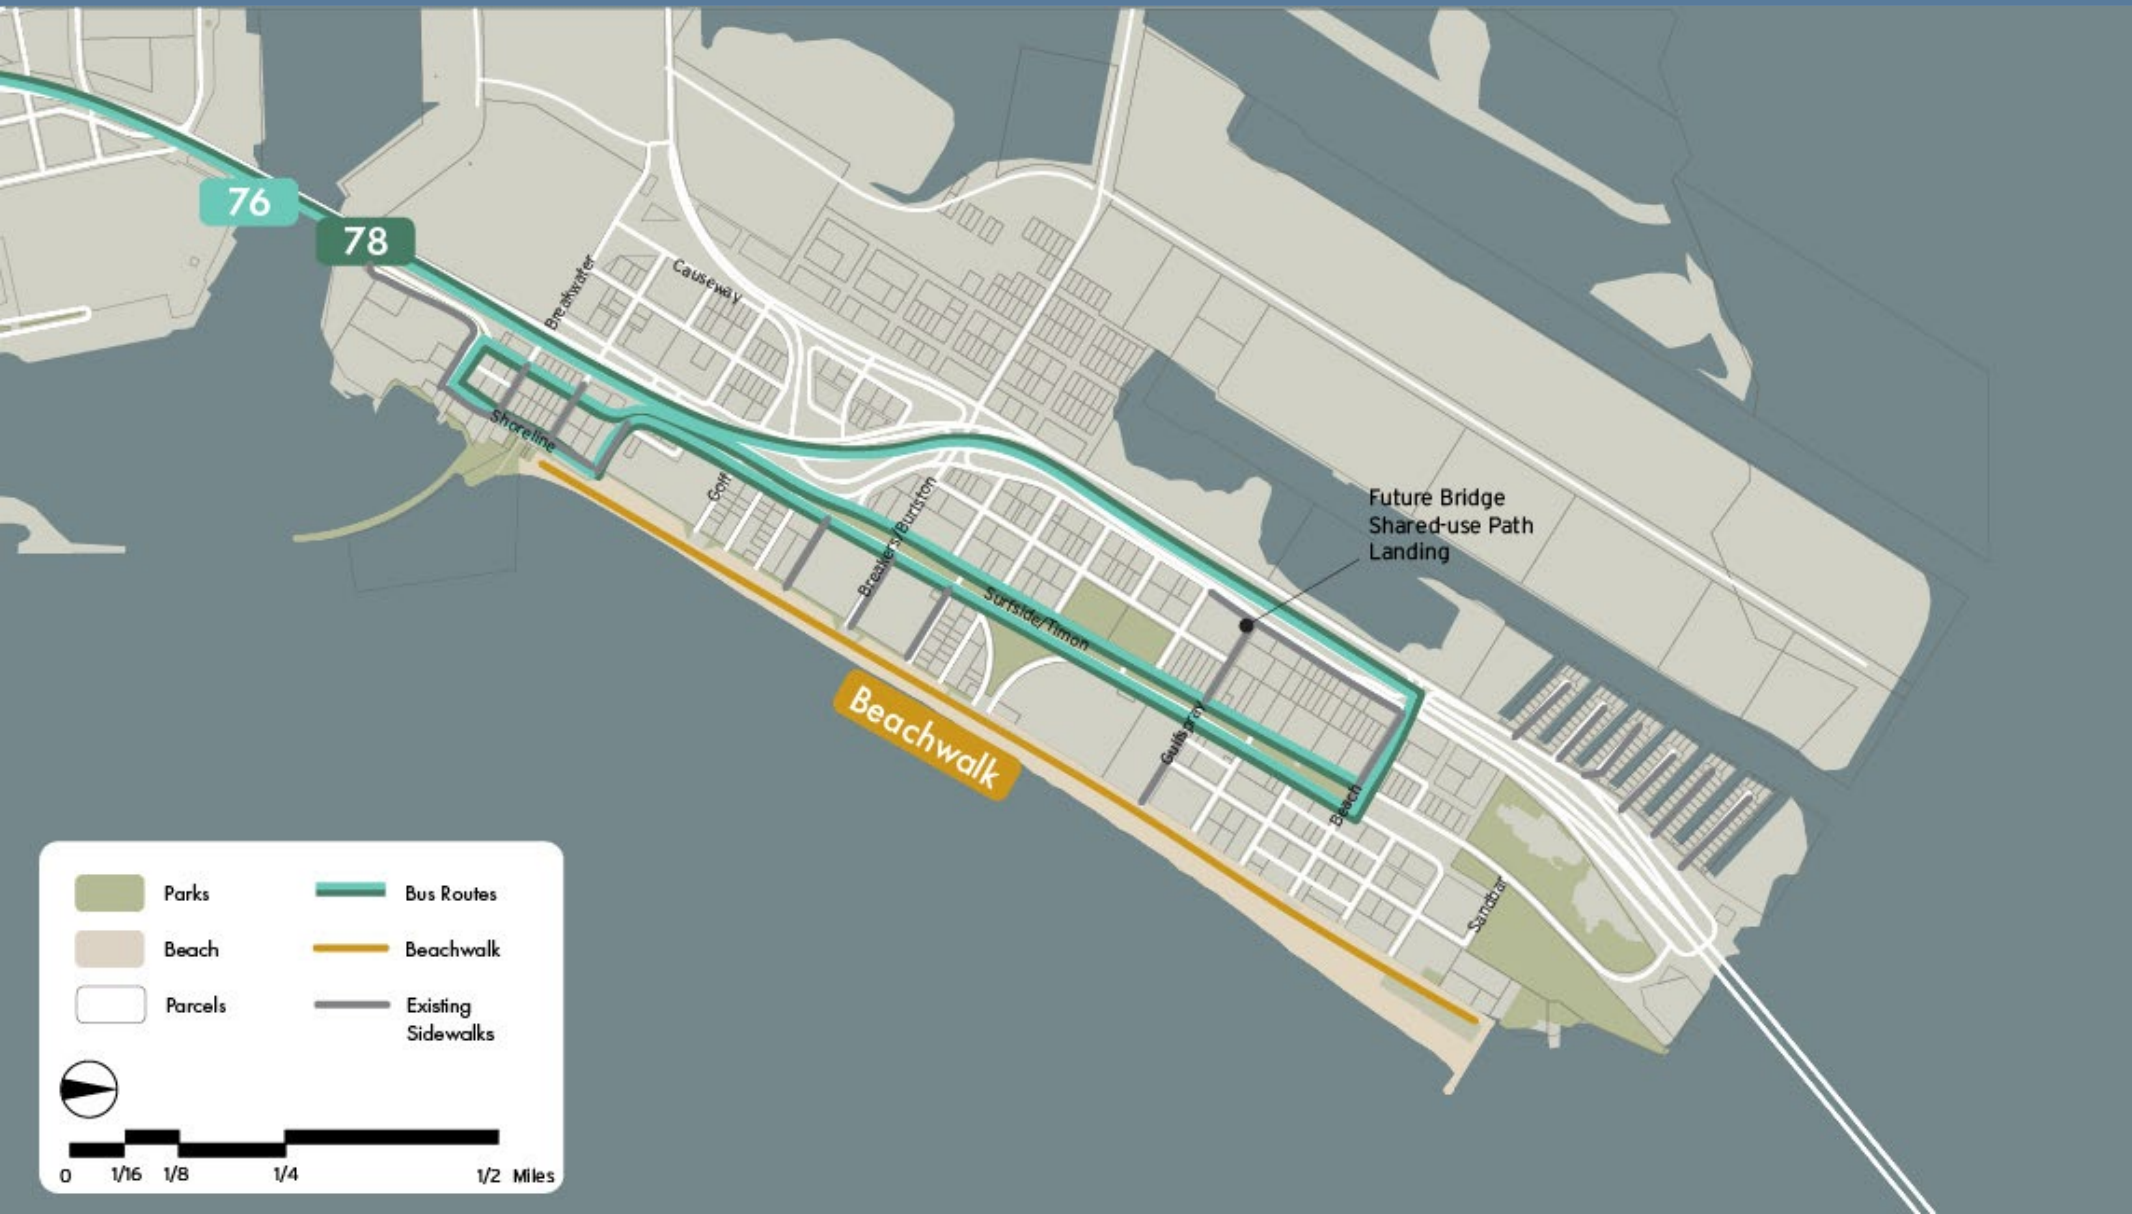 76
78
Breakwater
Causeway
Shoreline
Golf
Breakers/Burlston
Surfside/Timon
Future Bridge
Shared-use Path
Landing
Beachwalk
Beach
Sandbar
Parks
Bus Routes
Beach
Beachwalk
Parcels
Existing
Sidewalks
0 1/16 1/8 1/4 1/2 Miles